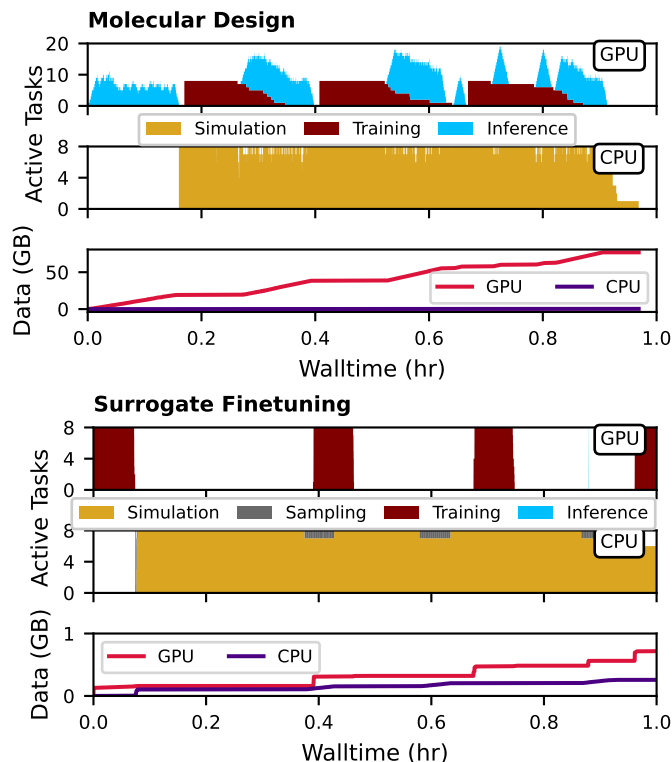 Molecular Design
20
10
0
GPU
Simulation Training Inference
Active Tasks
8
4
0
CPU
Data (GB)
50
0
GPU CPU
0.0 0.2 0.4 0.6 0.8 1.0
Walltime (hr)
Surrogate Finetuning
8
4
0
GPU
Simulation Sampling Training Inference
Active Tasks
8
4
0
CPU
Data (GB)
1
0
GPU CPU
0.0 0.2 0.4 0.6 0.8 1.0
Walltime (hr)